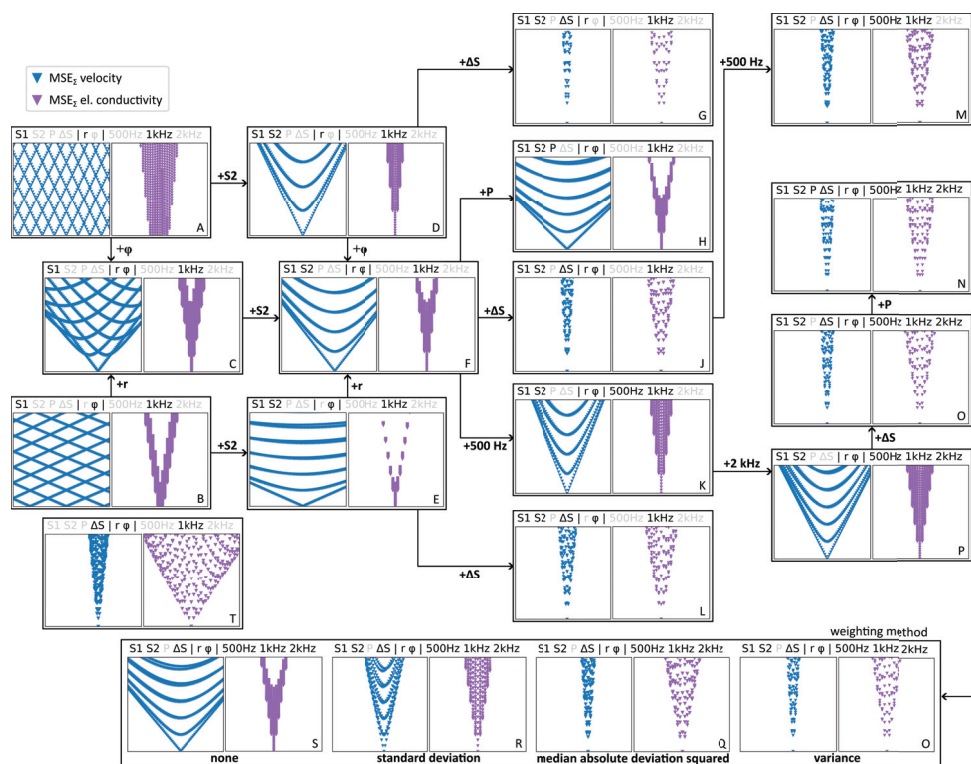 S1 S2 P ΔS | r φ | 500Hz 1kHz 2kHz
G
+ΔS
+500 Hz
S1 S2 P ΔS | r φ | 500Hz 1kHz 2kHz
M
MSE_Σ velocity
MSE_Σ el. conductivity
S1 S2 P ΔS | r φ | 500Hz 1kHz 2kHz
A
+S2
S1 S2 P ΔS | r φ | 500Hz 1kHz 2kHz
D
+P
S1 S2 P ΔS | r φ | 500Hz 1kHz 2kHz
H
S1 S2 P ΔS | r φ | 500Hz 1kHz 2kHz
N
+φ
+φ
S1 S2 P ΔS | r φ | 500Hz 1kHz 2kHz
C
+S2
S1 S2 P ΔS | r φ | 500Hz 1kHz 2kHz
F
+ΔS
S1 S2 P ΔS | r φ | 500Hz 1kHz 2kHz
J
+P
S1 S2 P ΔS | r φ | 500Hz 1kHz 2kHz
O
+r
+r
S1 S2 P ΔS | r φ | 500Hz 1kHz 2kHz
B
+S2
S1 S2 P ΔS | r φ | 500Hz 1kHz 2kHz
E
+500 Hz
S1 S2 P ΔS | r φ | 500Hz 1kHz 2kHz
K
+2 kHz
+ΔS
S1 S2 P ΔS | r φ | 500Hz 1kHz 2kHz
P
S1 S2 P ΔS | r φ | 500Hz 1kHz 2kHz
T
+ΔS
S1 S2 P ΔS | r φ | 500Hz 1kHz 2kHz
L
weighting method
S1 S2 P ΔS | r φ | 500Hz 1kHz 2kHz
S
none
S1 S2 P ΔS | r φ | 500Hz 1kHz 2kHz
R
standard deviation
S1 S2 P ΔS | r φ | 500Hz 1kHz 2kHz
Q
median absolute deviation squared
S1 S2 P ΔS | r φ | 500Hz 1kHz 2kHz
O
variance